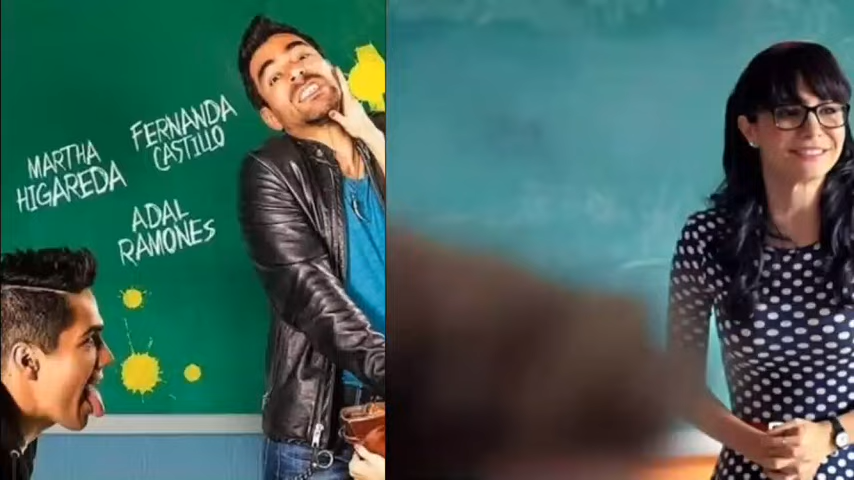 MARTHA
HIGAREDA
FERNANDA
CASTILLO
ADAL
RAMONES